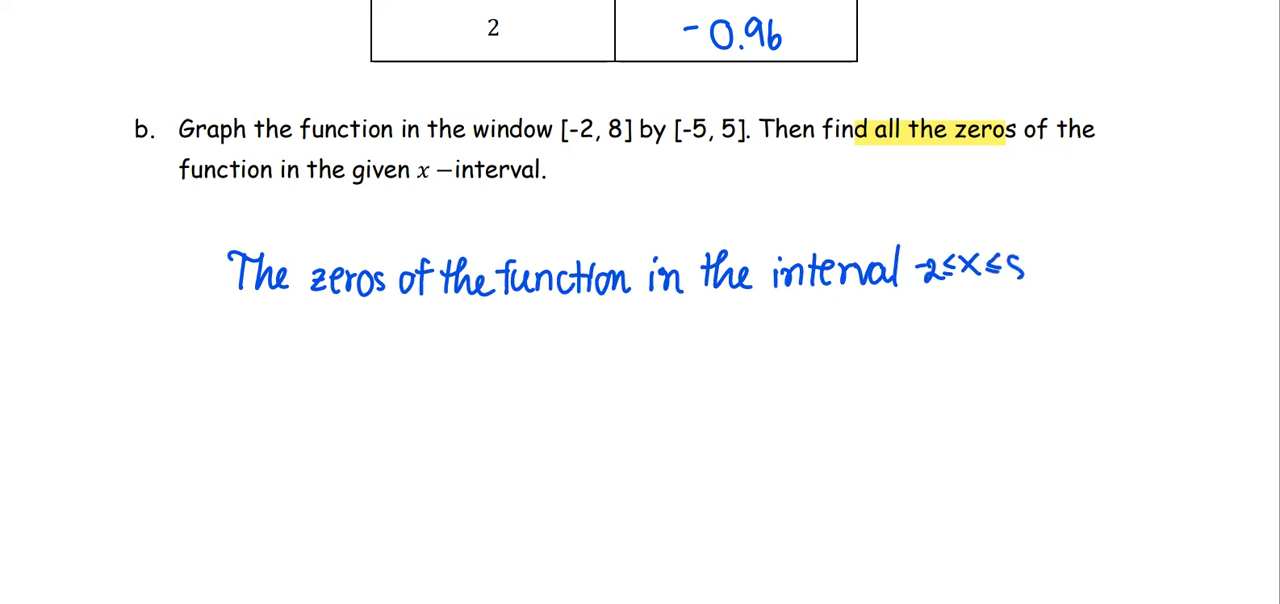 2 -0.96
b. Graph the function in the window [-2, 8] by [-5, 5]. Then find all the zeros of the
function in the given x −interval.
The zeros of the function in the interval -2≤x≤5